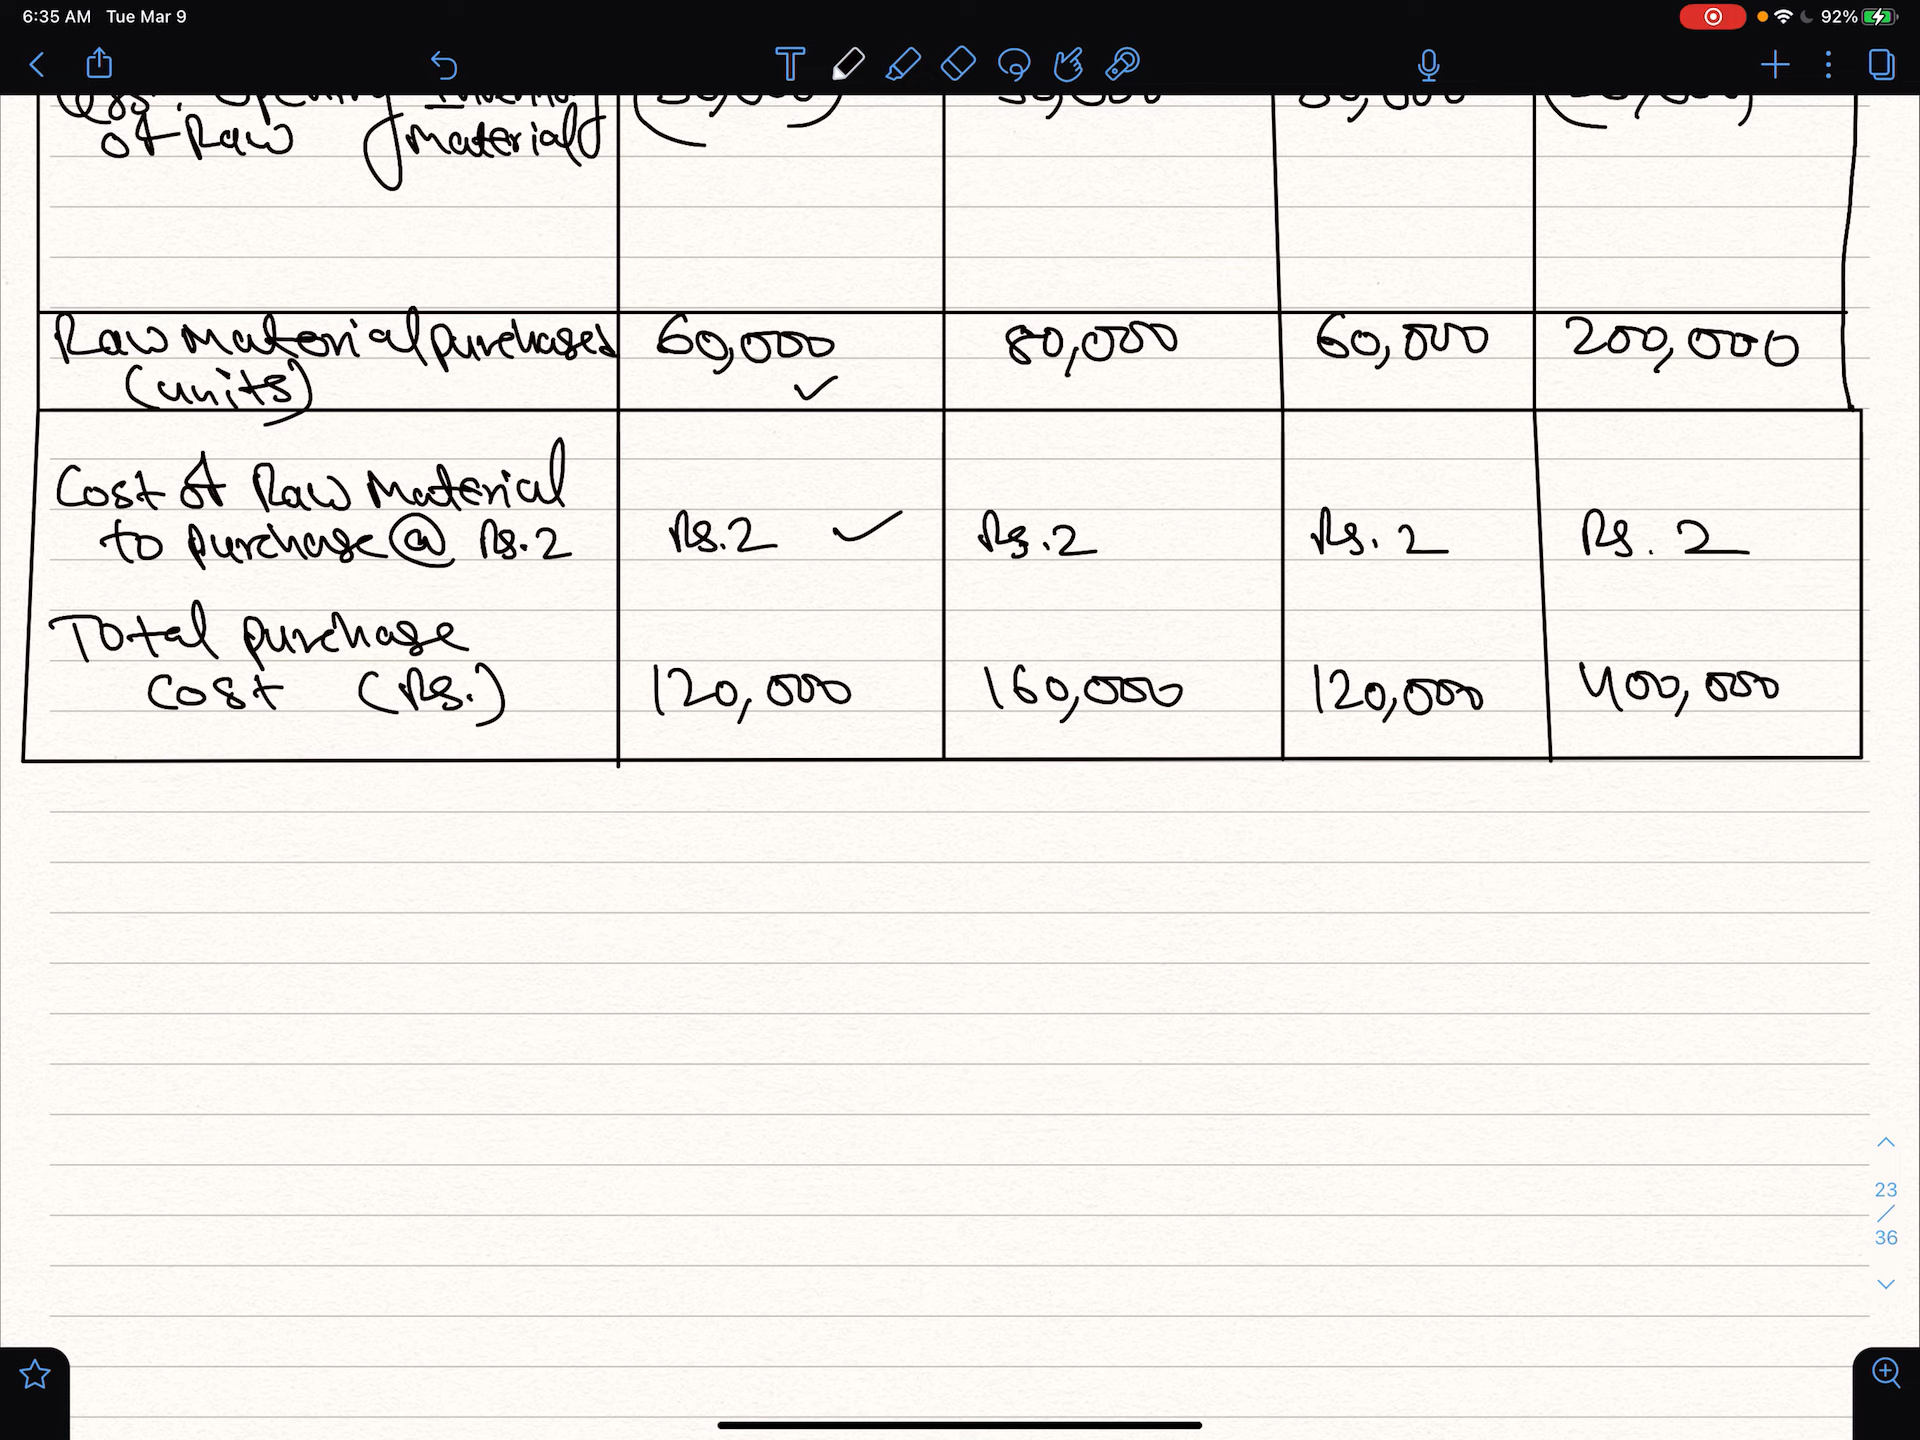 6:35 AM Tue Mar 9
92%
of Raw Material
Raw Material purchased 60,000 80,000 60,000 200,000
(units)
Cost of Raw Material
to purchase @ Rs.2 Rs.2 Rs.2 Rs.2 Rs.2
Total purchase
Cost (Rs.) 120,000 160,000 120,000 400,000
23
/
36